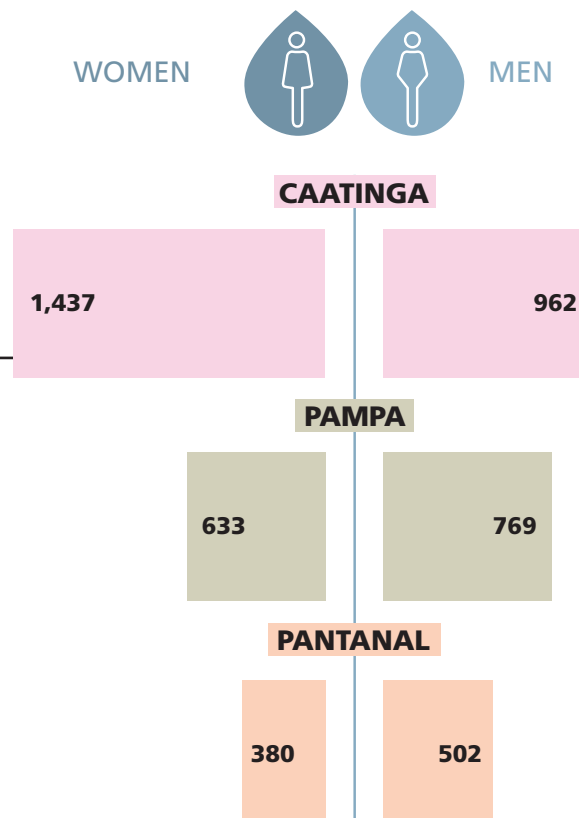 WOMEN MEN
CAATINGA
1,437 962
PAMPA
633 769
PANTANAL
380 502